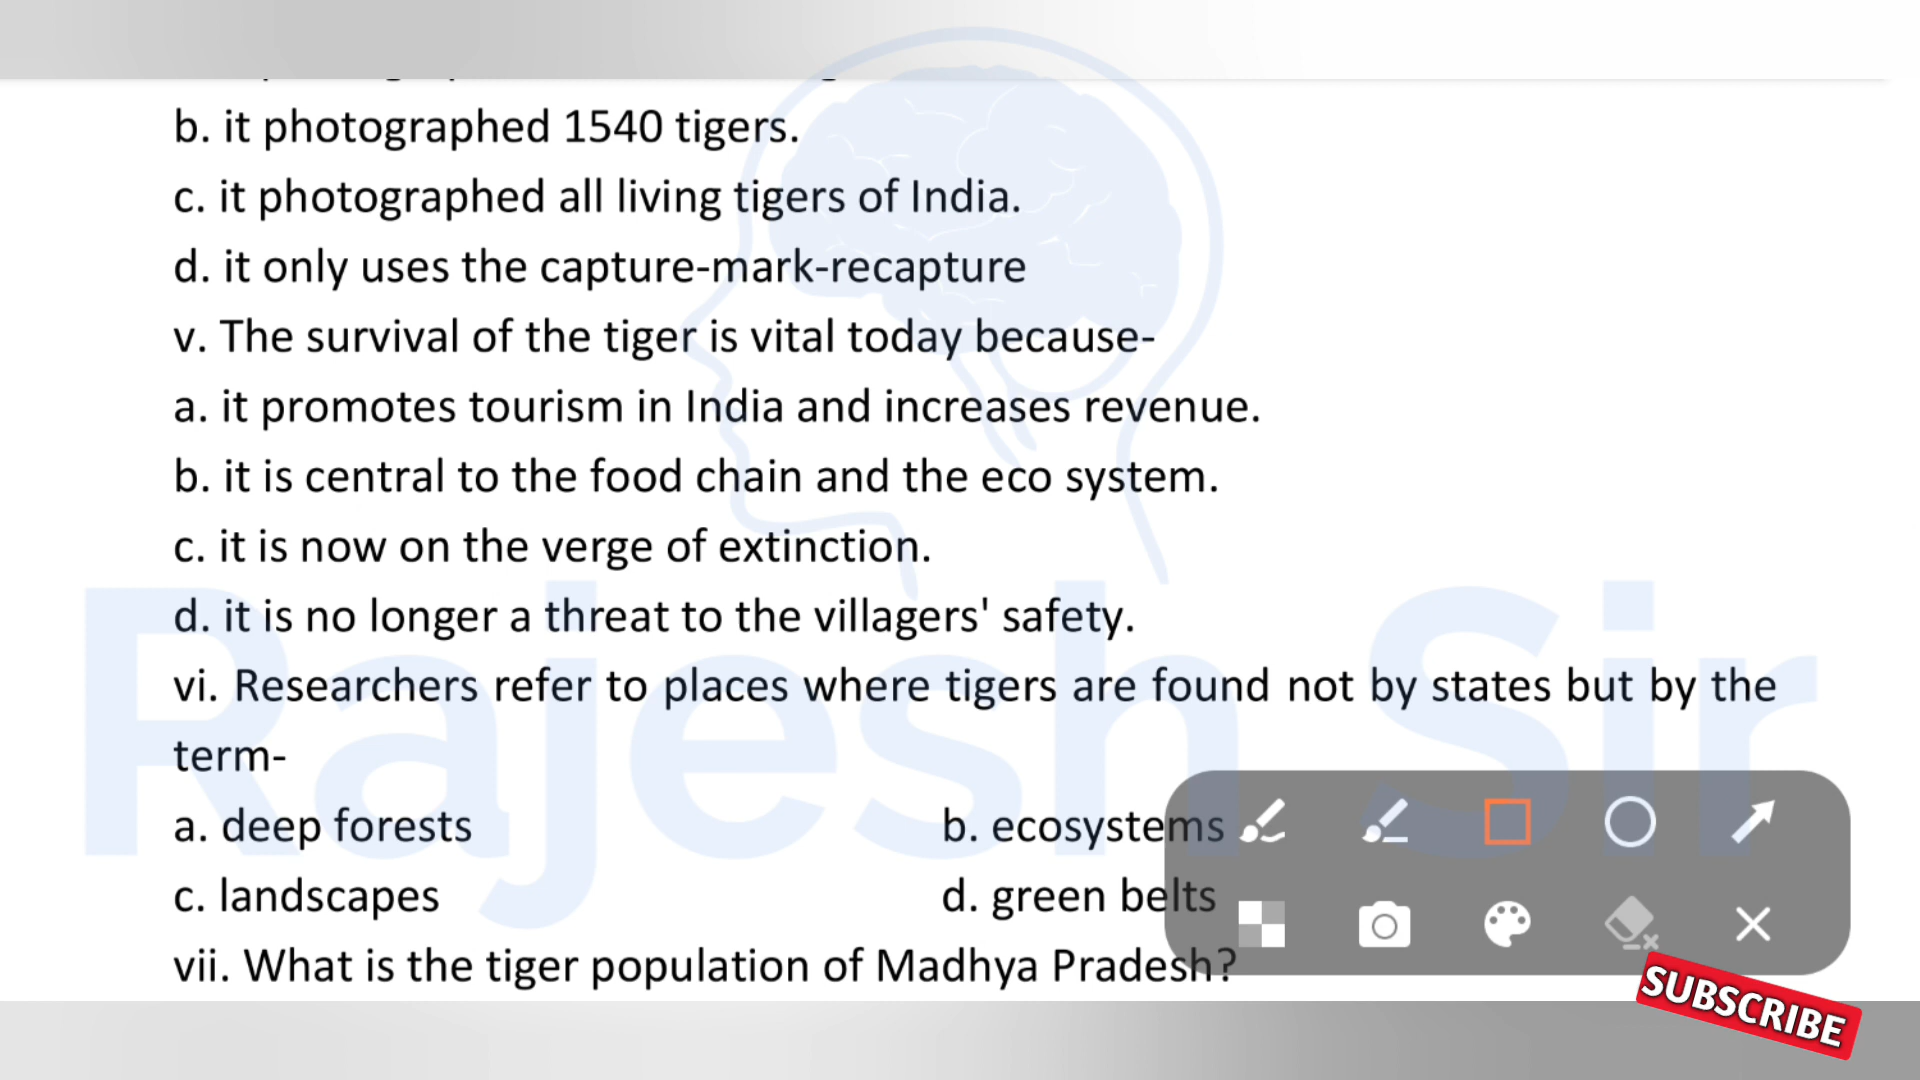 b. it photographed 1540 tigers.
c. it photographed all living tigers of India.
d. it only uses the capture-mark-recapture
v. The survival of the tiger is vital today because-
a. it promotes tourism in India and increases revenue.
b. it is central to the food chain and the eco system.
c. it is now on the verge of extinction.
d. it is no longer a threat to the villagers' safety.
vi. Researchers refer to places where tigers are found not by states but by the
term-
a. deep forests b. ecosystems
c. landscapes d. green belts
vii. What is the tiger population of Madhya Pradesh?
Rajesh Sir
SUBSCRIBE